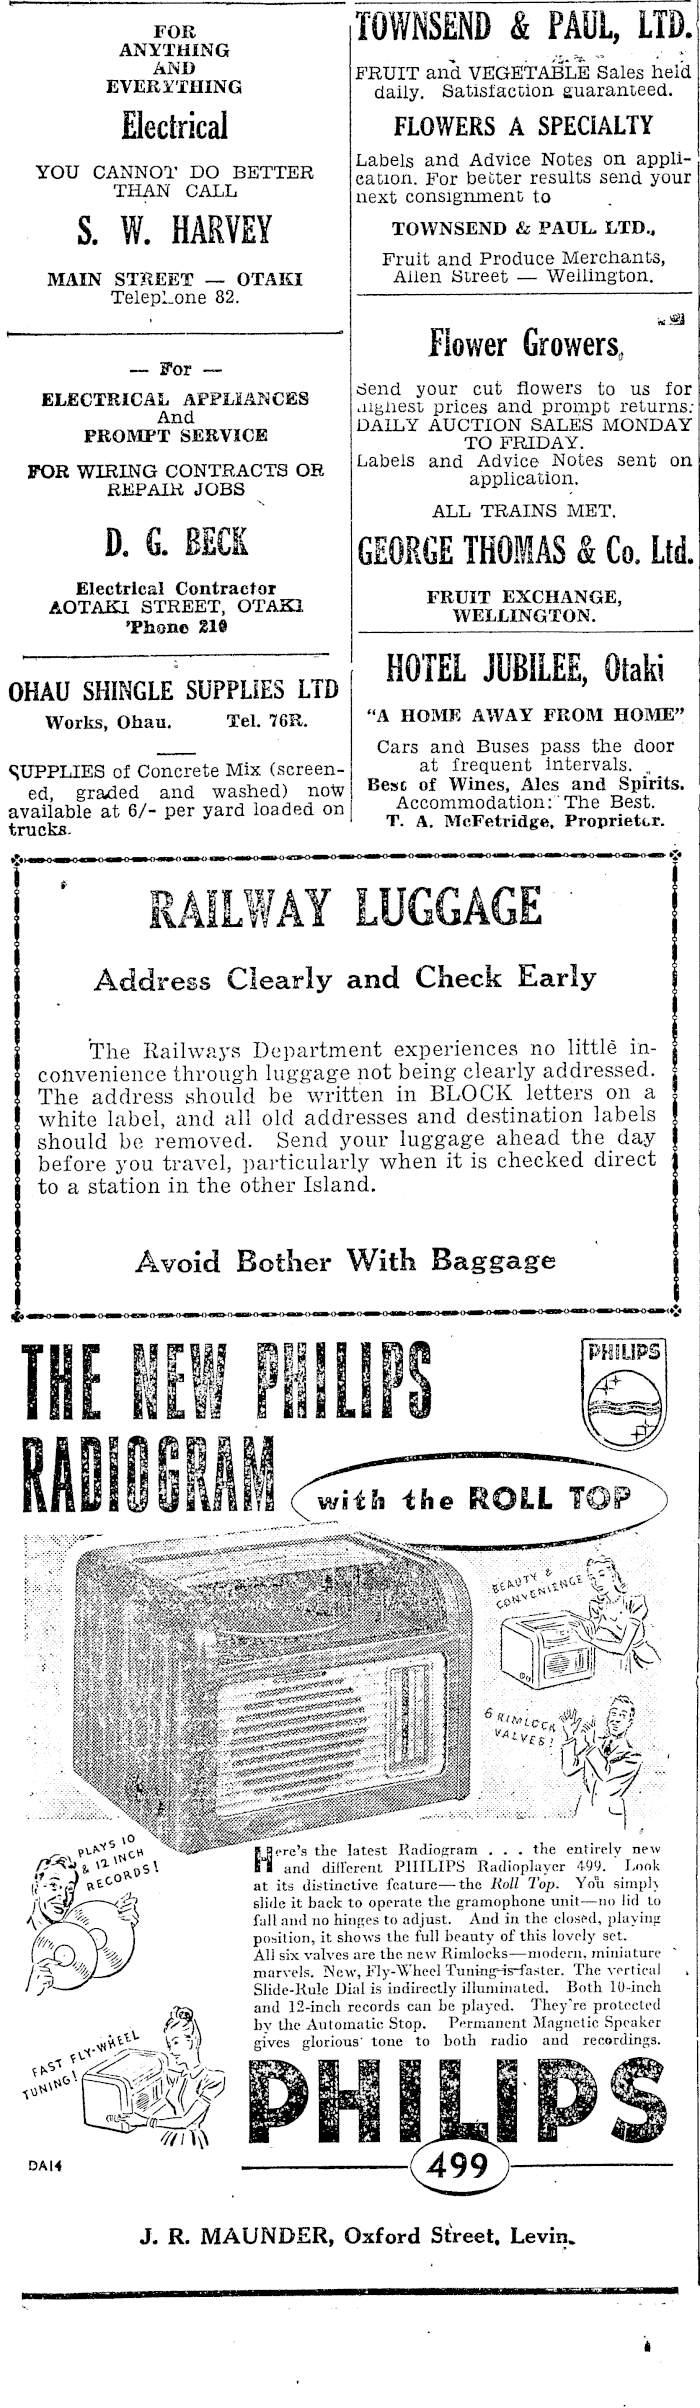 FOR
ANYTHING
AND
EVERYTHING
Electrical
YOU CANNOT DO BETTER
THAN CALL
S. W. HARVEY
MAIN STREET — OTAKI
Telephone 82.
— For —
ELECTRICAL APPLIANCES
And
PROMPT SERVICE
FOR WIRING CONTRACTS OR
REPAIR JOBS
D. G. BECK
Electrical Contractor
AOTAKI STREET, OTAKI
'Phone 210
OHAU SHINGLE SUPPLIES LTD
Works, Ohau. Tel. 76R.
SUPPLIES of Concrete Mix (screen-
ed, graded and washed) now
available at 6/- per yard loaded on
trucks.
TOWNSEND & PAUL, LTD.
FRUIT and VEGETABLE Sales held
daily. Satisfaction guaranteed.
FLOWERS A SPECIALTY
Labels and Advice Notes on appli-
cation. For better results send your
next consignment to
TOWNSEND & PAUL LTD.,
Fruit and Produce Merchants,
Allen Street — Wellington.
Flower Growers,
Send your cut flowers to us for
highest prices and prompt returns.
DAILY AUCTION SALES MONDAY
TO FRIDAY.
Labels and Advice Notes sent on
application.
ALL TRAINS MET.
GEORGE THOMAS & Co. Ltd.
FRUIT EXCHANGE,
WELLINGTON.
HOTEL JUBILEE, Otaki
"A HOME AWAY FROM HOME"
Cars and Buses pass the door
at frequent intervals.
Best of Wines, Ales and Spirits.
Accommodation: The Best.
T. A. McFetridge, Proprietor.
RAILWAY LUGGAGE
Address Clearly and Check Early
The Railways Department experiences no little in-
convenience through luggage not being clearly addressed.
The address should be written in BLOCK letters on a
white label, and all old addresses and destination labels
should be removed. Send your luggage ahead the day
before you travel, particularly when it is checked direct
to a station in the other Island.
Avoid Bother With Baggage
THE NEW PHILIPS
RADIOGRAM
PHILIPS
with the ROLL TOP
BEAUTY &
CONVENIENCE
6 RIMLOCK
VALVES!
PLAYS 10
& 12 INCH
RECORDS!
Here's the latest Radiogram . . . the entirely new
and different PHILIPS Radioplayer 499. Look
at its distinctive feature—the Roll Top. You simply
slide it back to operate the gramophone unit—no lid to
fall and no hinges to adjust. And in the closed, playing
position, it shows the full beauty of this lovely set.
All six valves are the new Rimlocks—modern, miniature
marvels. New, Fly-Wheel Tuning is faster. The vertical
Slide-Rule Dial is indirectly illuminated. Both 10-inch
and 12-inch records can be played. They're protected
by the Automatic Stop. Permanent Magnetic Speaker
gives glorious tone to both radio and recordings.
FAST FLY-WHEEL
TUNING!
PHILIPS
499
DA14
J. R. MAUNDER, Oxford Street, Levin.